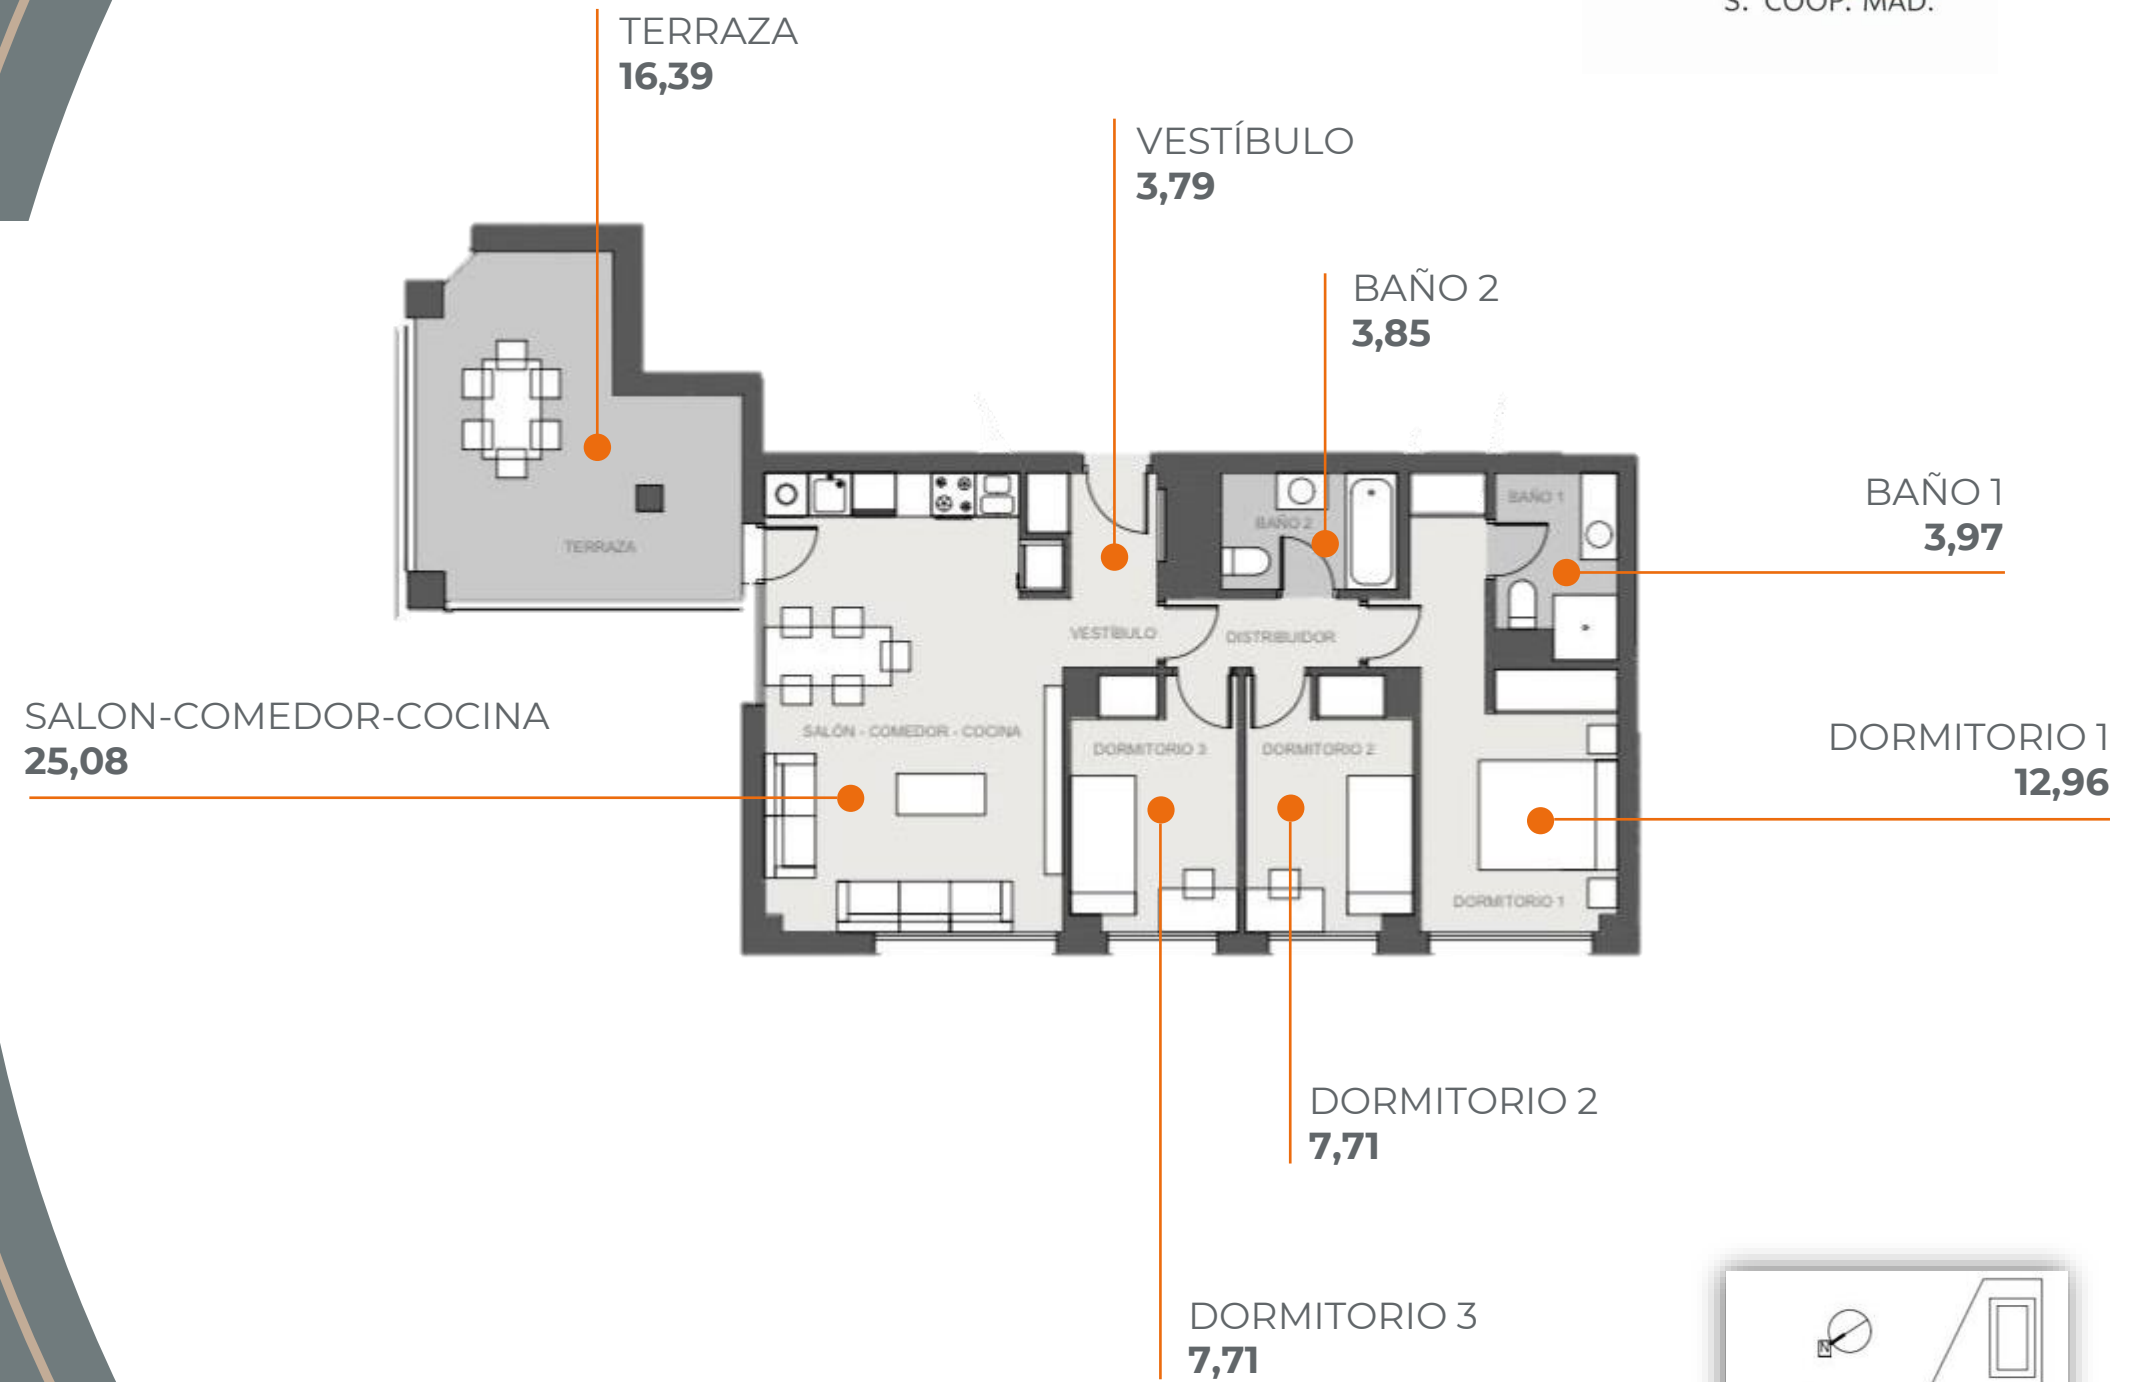 S. COOP. MAD.
TERRAZA
16,39
VESTÍBULO
3,79
BAÑO 2
3,85
BAÑO 1
3,97
BAÑO 1
BAÑO 2
TERRAZA
VESTÍBULO
DISTRIBUIDOR
SALON-COMEDOR-COCINA
25,08
SALÓN - COMEDOR - COCINA
DORMITORIO 3
DORMITORIO 2
DORMITORIO 1
12,96
DORMITORIO 1
DORMITORIO 2
7,71
DORMITORIO 3
7,71
N